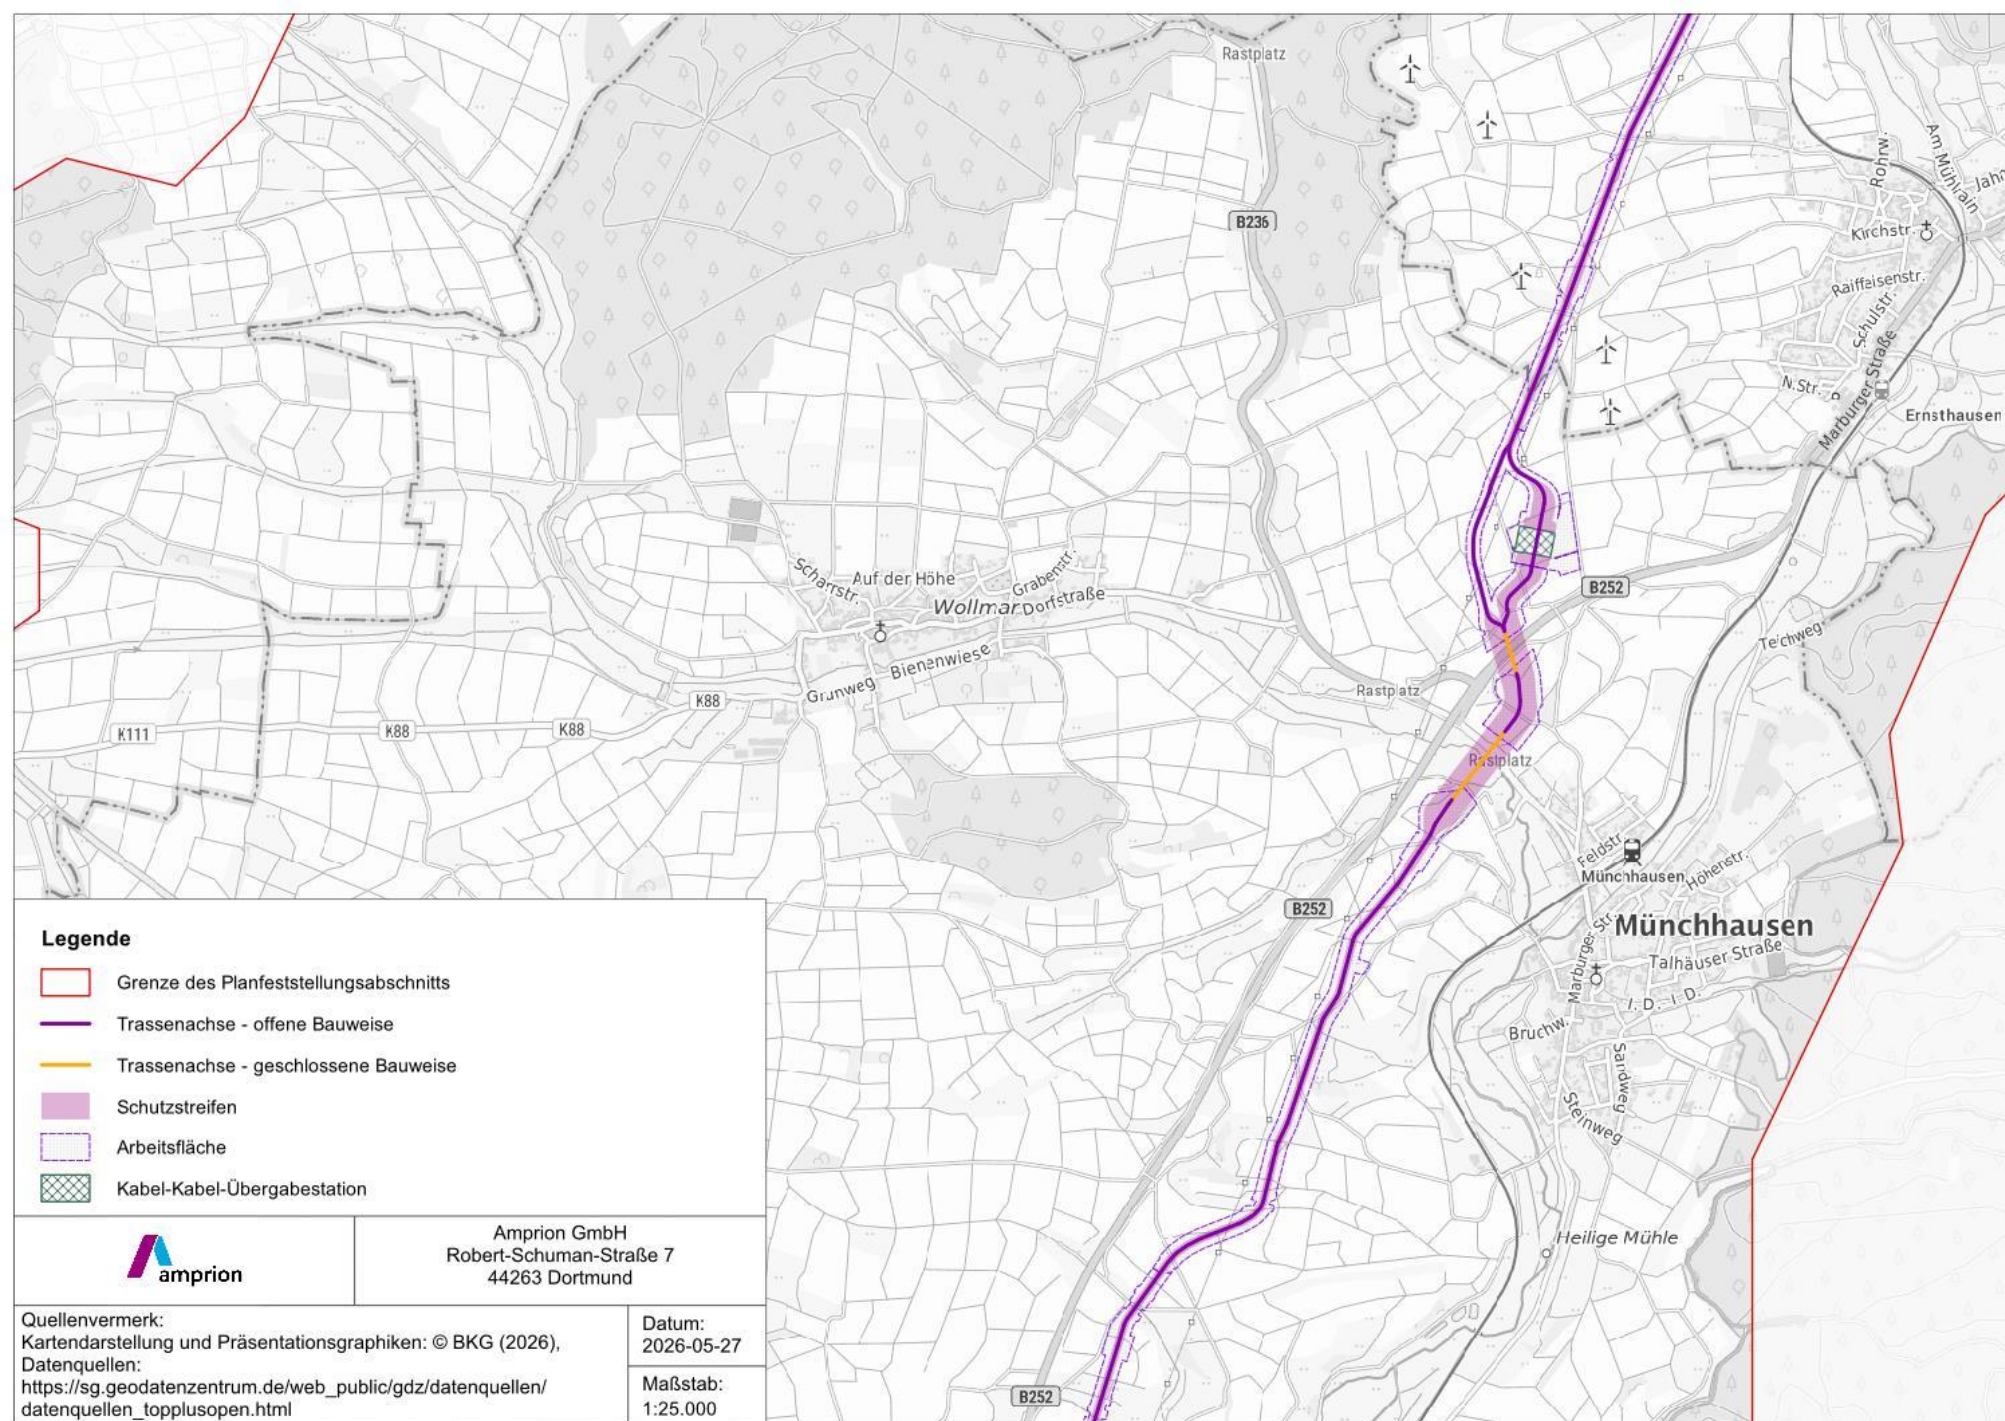 Rastplatz
Rohrw.
Am Mühlrain
Jahn
B236
Kirchstr.
Raiffeisenstr.
Schulstr.
Marburger Straße
N.Str.
Ernsthausen
Scharrstr.
Auf der Höhe
Grabenstr.
Wollmar
Dorfstraße
B252
Bienenwiese
Grünweg
Teichweg
Rastplatz
K88
K111
K88
K88
Rastplatz
Feldstr.
Münchhausen
Höhenstr.
B252
Marburger Str.
Münchhausen
Talhäuser Straße
I. D. I D.
Bruchw.
Sandweg
Steinweg
Heilige Mühle
B252
Legende
Grenze des Planfeststellungsabschnitts
Trassenachse - offene Bauweise
Trassenachse - geschlossene Bauweise
Schutzstreifen
Arbeitsfläche
Kabel-Kabel-Übergabestation
amprion
Amprion GmbH
Robert-Schuman-Straße 7
44263 Dortmund
Quellenvermerk:
Kartendarstellung und Präsentationsgraphiken: © BKG (2026),
Datenquellen:
https://sg.geodatenzentrum.de/web_public/gdz/datenquellen/
datenquellen_topplusopen.html
Datum:
2026-05-27
Maßstab:
1:25.000